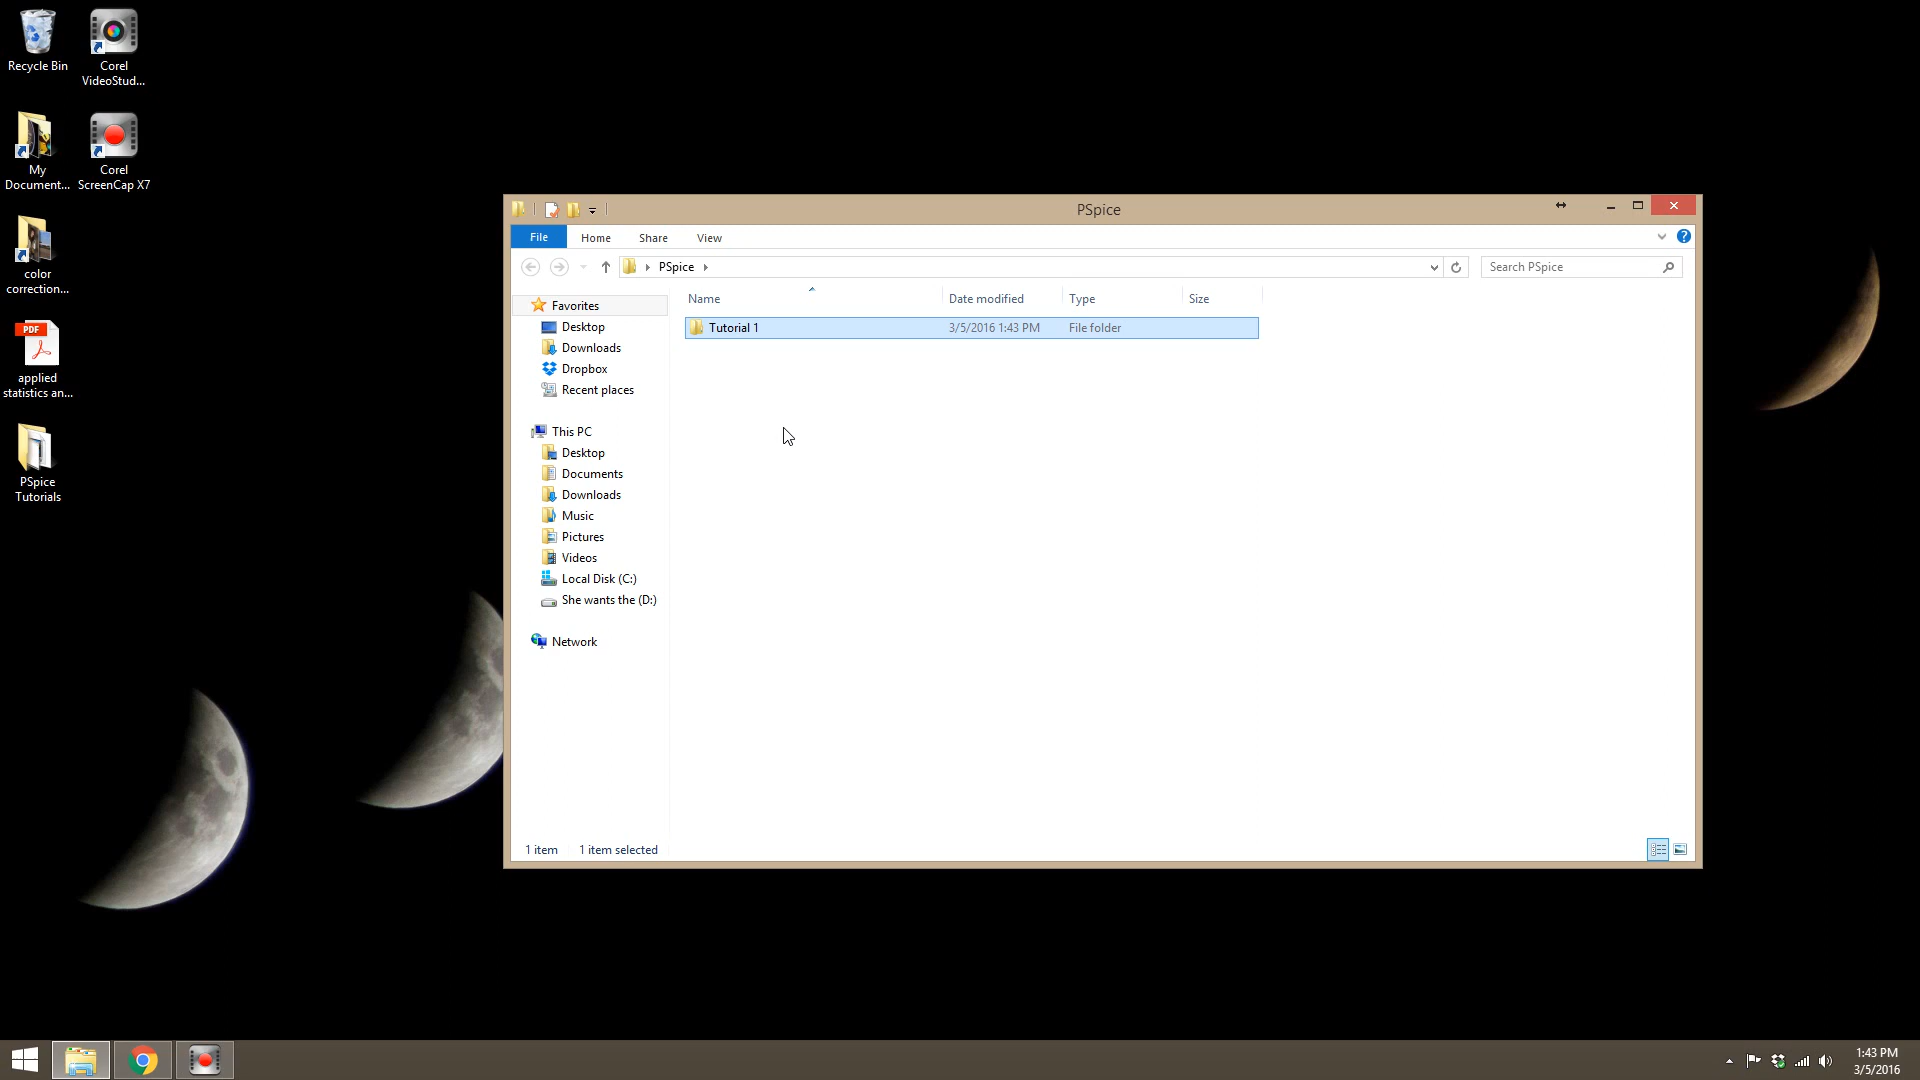 Recycle Bin
Corel
VideoStud...
My
Document...
Corel
ScreenCap X7
color
correction...
PDF
applied
statistics an...
PSpice
Tutorials
PSpice
File
Home
Share
View
PSpice
Search PSpice
Name
Date modified
Type
Size
Tutorial 1
3/5/2016 1:43 PM
File folder
Favorites
Desktop
Downloads
Dropbox
Recent places
This PC
Desktop
Documents
Downloads
Music
Pictures
Videos
Local Disk (C:)
She wants the (D:)
Network
1 item
1 item selected
1:43 PM
3/5/2016